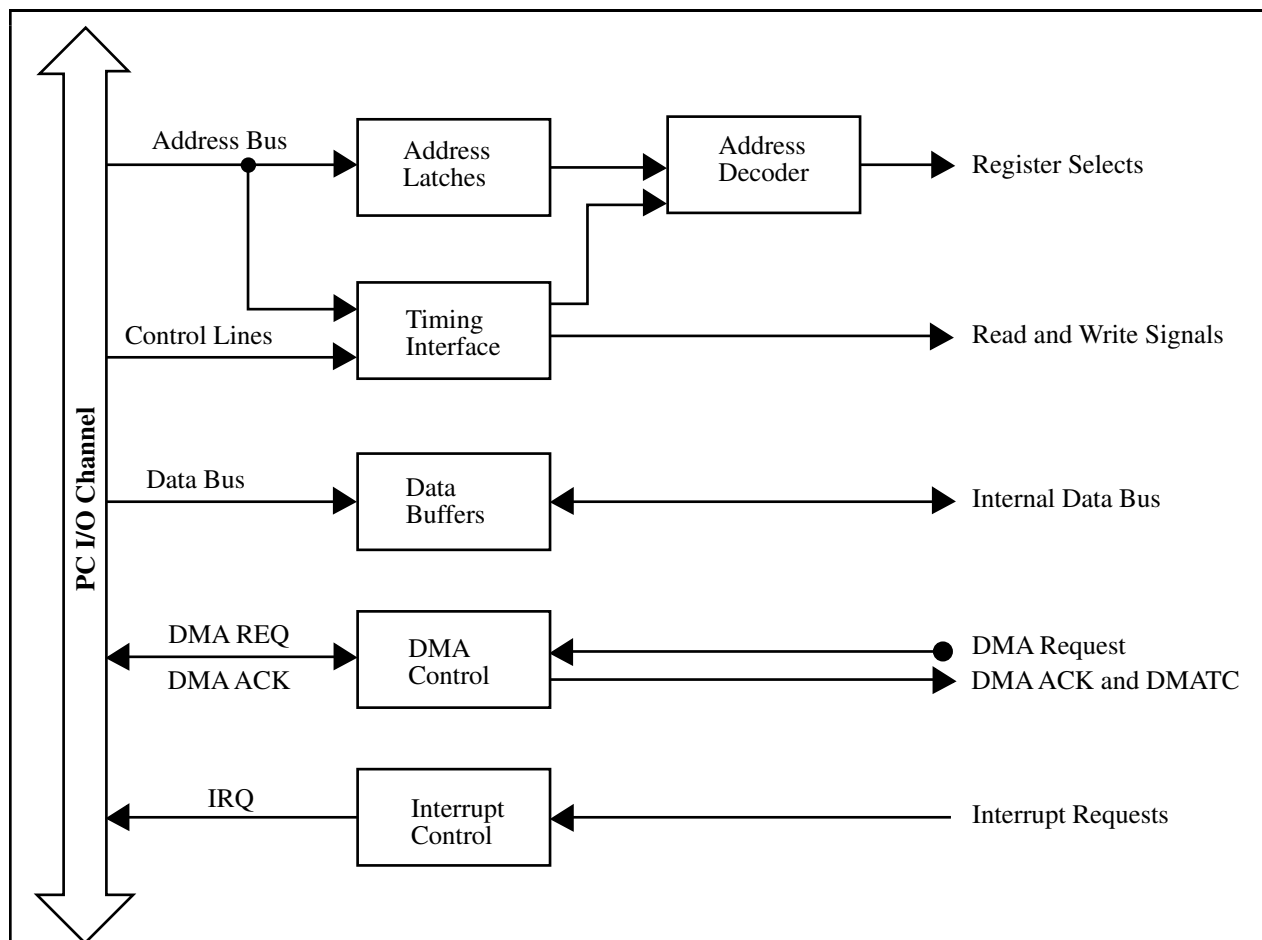 Address Bus
Address
Latches
Address
Decoder
Register Selects
Control Lines
Timing
Interface
Read and Write Signals
PC I/O Channel
Data Bus
Data
Buffers
Internal Data Bus
DMA REQ
DMA ACK
DMA
Control
DMA Request
DMA ACK and DMATC
IRQ
Interrupt
Control
Interrupt Requests